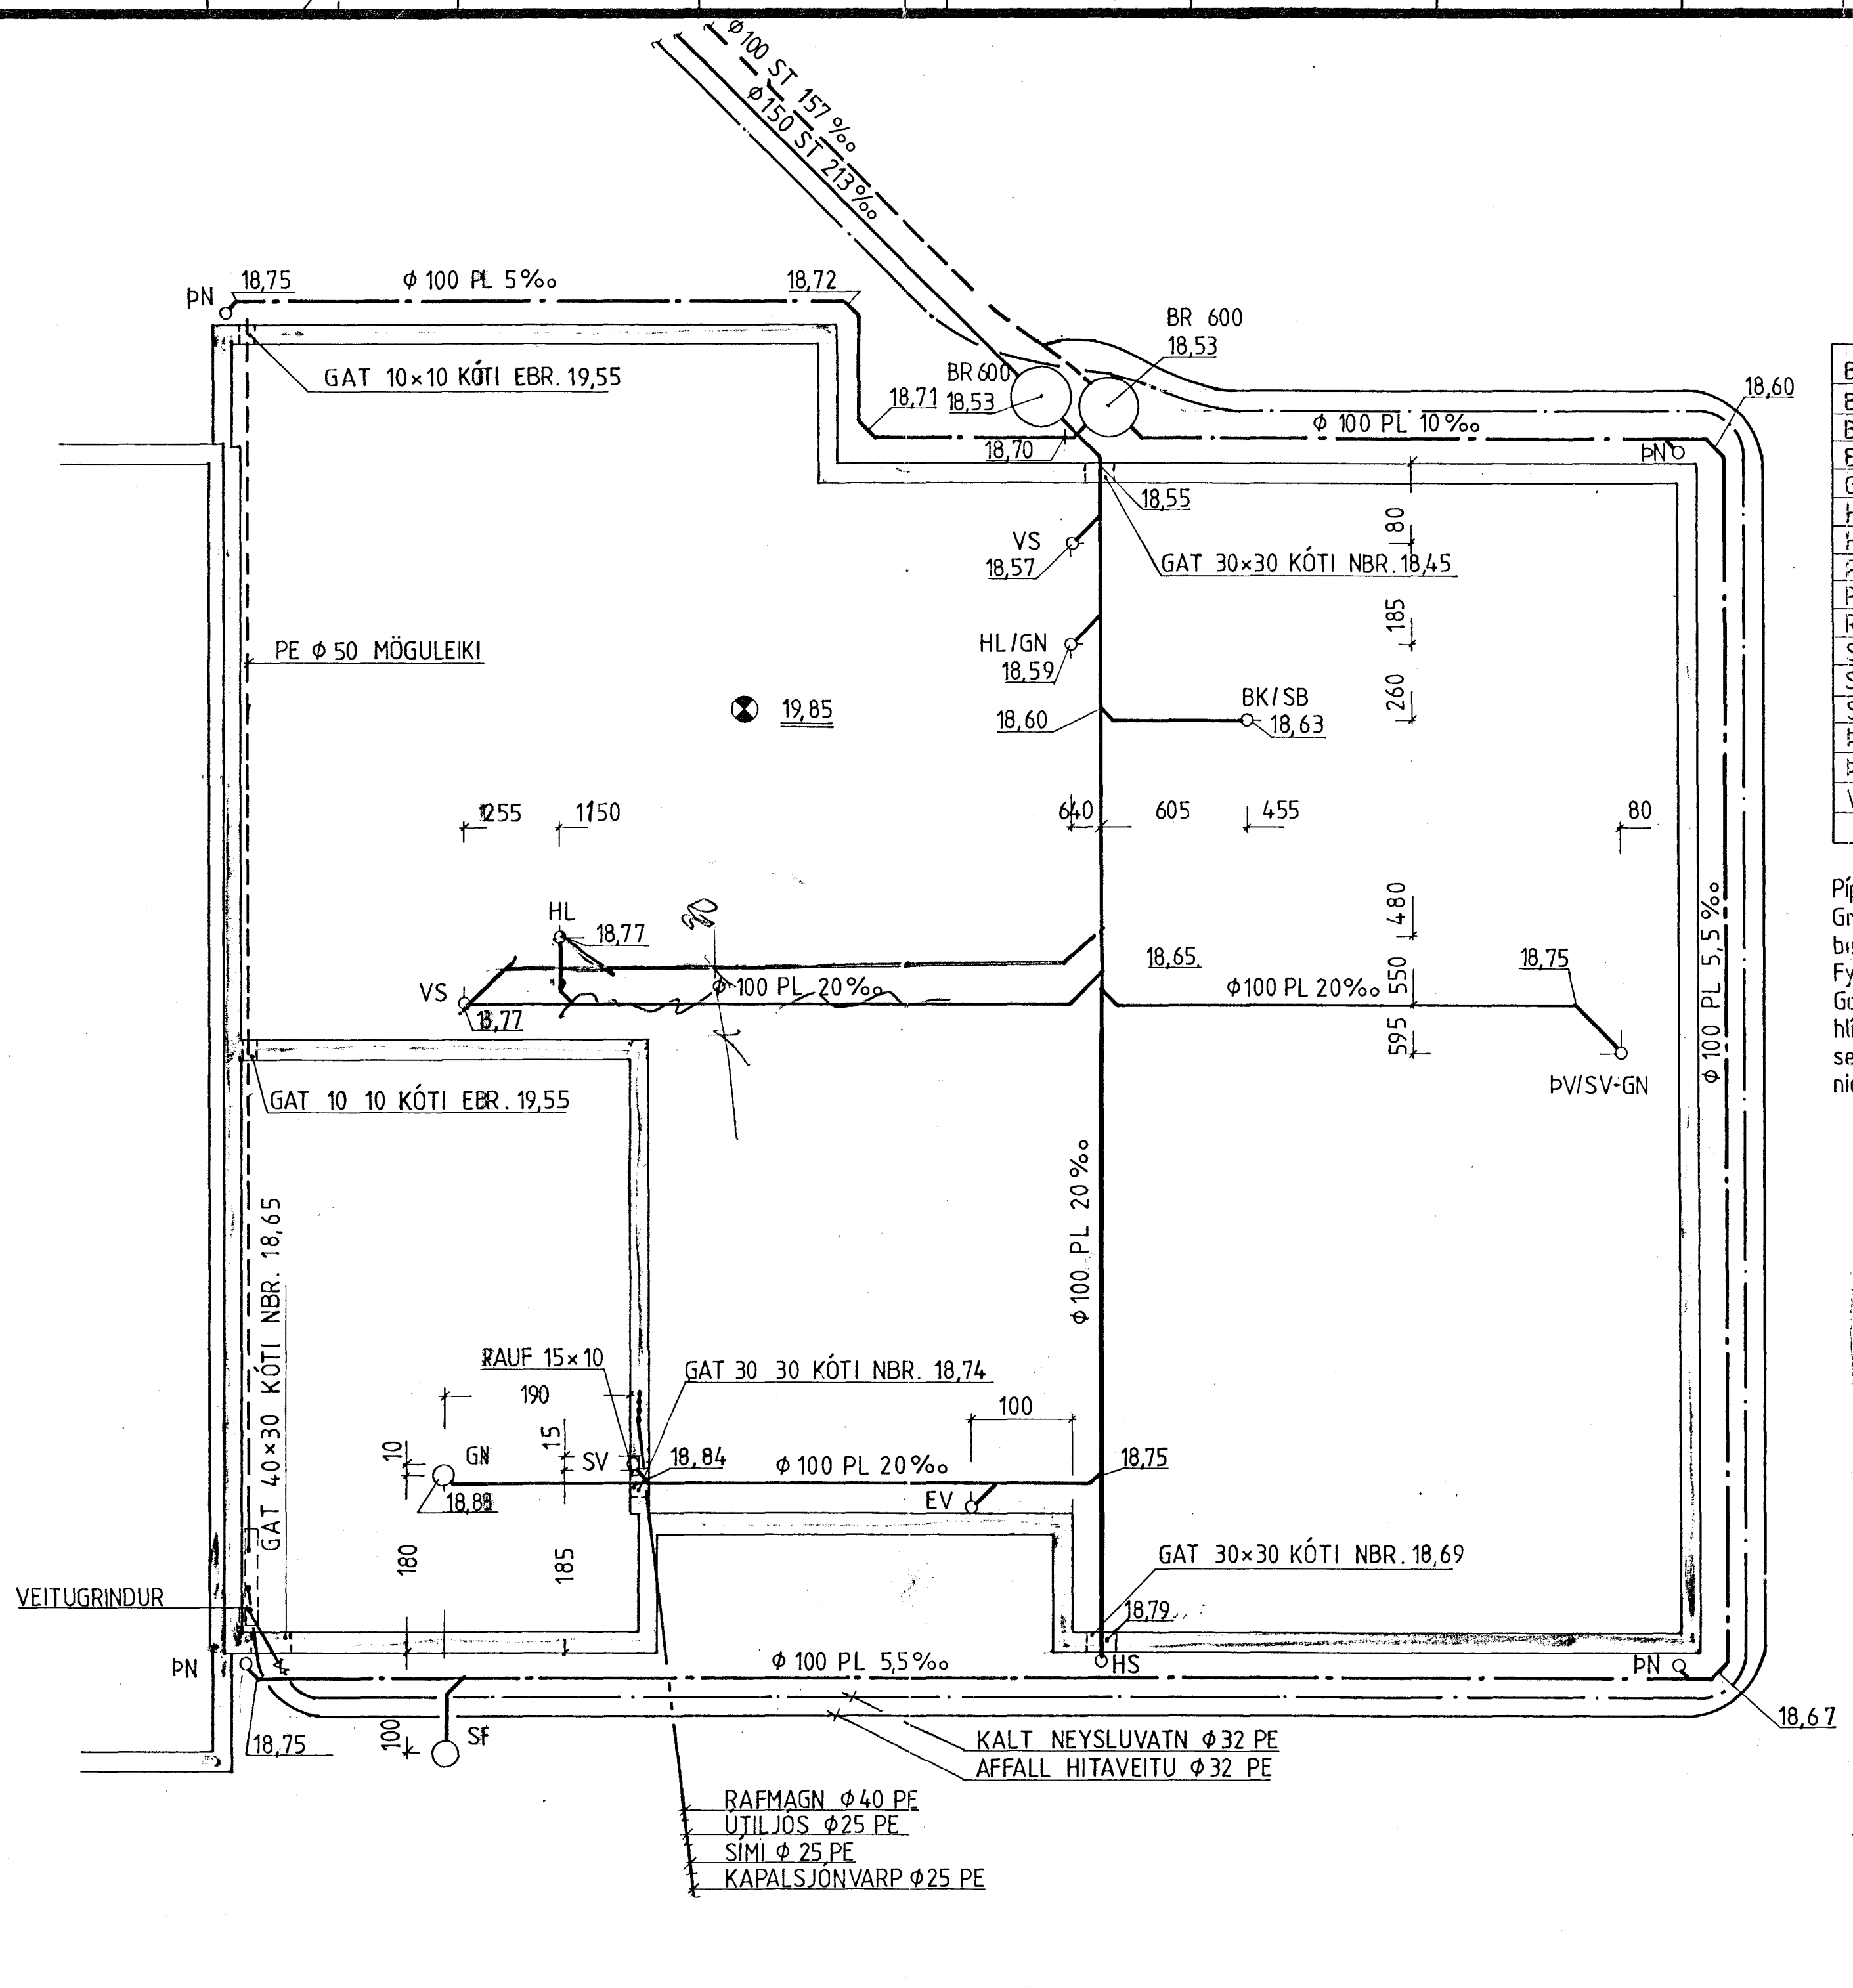 Φ100 ST 157‰
Φ150 ST 213‰
ÞN
18,75
Φ 100 PL 5‰
18,72
BR 600
18,53
BR 600
18,53
18,71
18,70
18,60
Φ 100 PL 10‰
ÞN
GAT 10×10 KÓTI EBR. 19,55
18,55
VS
18,57
80
GAT 30×30 KÓTI NBR. 18,45
PE Φ 50 MÖGULEIKI
HL/GN
18,59
185
19,85
18,60
BK/SB
18,63
260
1150
640
605
455
80
HL
18,77
480
18,65
18,75
VS
Φ 100 PL 20‰
Φ100 PL 20‰
550
595
Φ 100 PL 5,5‰
ÞV/SV-GN
GAT 10 10 KÓTI EBR. 19,55
Φ100 PL 20‰
GAT 40×30 KÓTI NBR. 18,65
RAUF 15×10
GAT 30 30 KÓTI NBR. 18,74
190
100
10
GN
15
SV
18,84
Φ 100 PL 20‰
18,75
EV
180
185
GAT 30×30 KÓTI NBR. 18,69
VEITUGRINDUR
18,79
ÞN
Φ 100 PL 5,5‰
HS
ÞN
18,75
100
SF
18,67
KALT NEYSLUVATN Φ32 PE
AFFALL HITAVEITU Φ32 PE
RAFMAGN Φ40 PE
ÚTILJÓS Φ25 PE
SÍMI Φ 25 PE
KAPALSJÓNVARP Φ25 PE